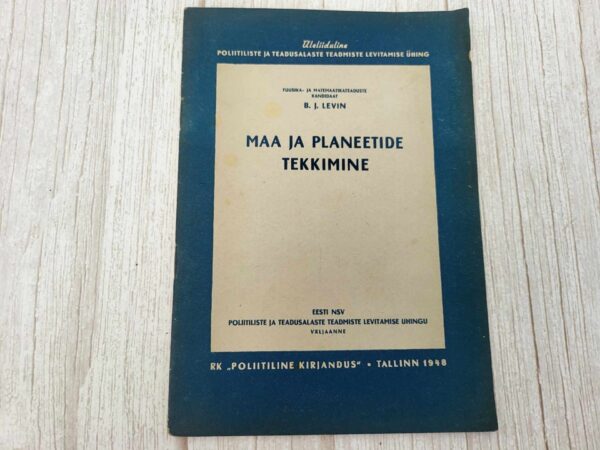 Üleliiduline
POLIITILISTE JA TEADUSALASTE TEADMISTE LEVITAMISE ÜHING
FÜÜSIKA- JA MATEMAATIKATEADUSTE
KANDIDAAT
B. J. LEVIN
MAA JA PLANEETIDE
TEKKIMINE
EESTI NSV
POLIITILISTE JA TEADUSALASTE TEADMISTE LEVITAMISE ÜHINGU
VÄLJAANNE
RK „POLIITILINE KIRJANDUS“ • TALLINN 1948